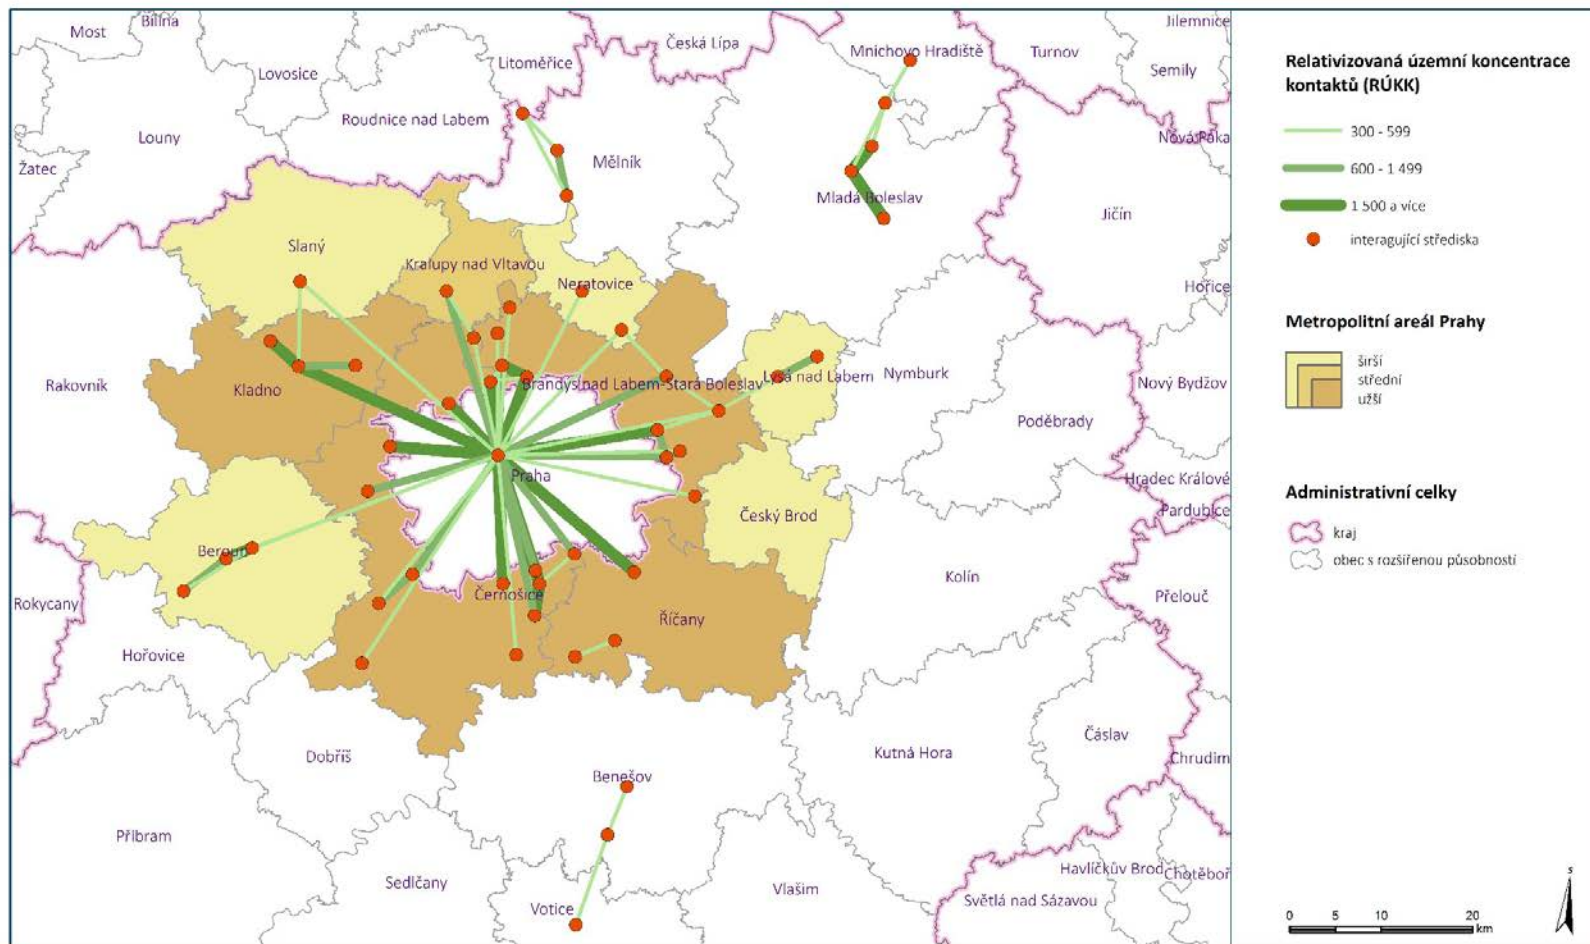 Most
Bílina
Lovosice
Litoměřice
Česká Lípa
Mnichovo Hradiště
Turnov
Jilemnice
Semily
Louny
Roudnice nad Labem
Žatec
Mělník
Nová Paka
Mladá Boleslav
Jičín
Slaný
Kralupy nad Vltavou
Neratovice
Hořice
Rakovník
Kladno
Brandýs nad Labem-Stará Boleslav
Lysá nad Labem
Nymburk
Nový Bydžov
Poděbrady
Praha
Hradec Králové
Pardubice
Český Brod
Beroun
Kolín
Přelouč
Rokycany
Černošice
Říčany
Hořovice
Dobříš
Kutná Hora
Čáslav
Chrudim
Benešov
Příbram
Sedlčany
Votice
Vlašim
Havlíčkův Brod
Chotěboř
Světlá nad Sázavou
Relativizovaná územní koncentrace
kontaktů (RÚKK)
300 - 599
600 - 1 499
1 500 a více
interagující střediska
Metropolitní areál Prahy
širší
střední
užší
Administrativní celky
kraj
obec s rozšířenou působností
s
0 5 10 20
km